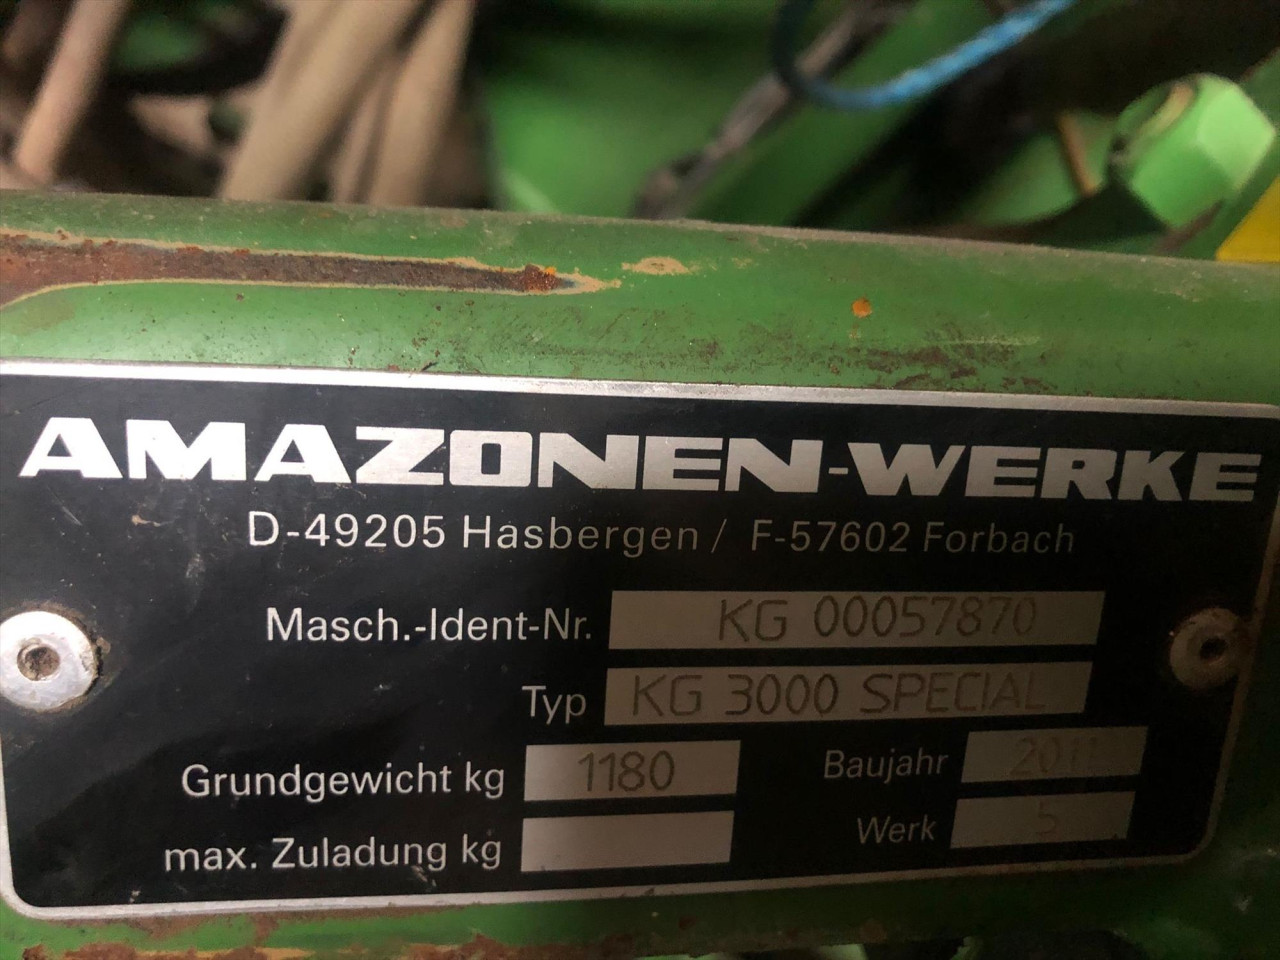 AMAZONEN-WERKE
D-49205 Hasbergen / F-57602 Forbach
Masch.-Ident-Nr. KG 00057870
Typ KG 3000 SPECIAL
Grundgewicht kg 1180 Baujahr
max. Zuladung kg Werk 5